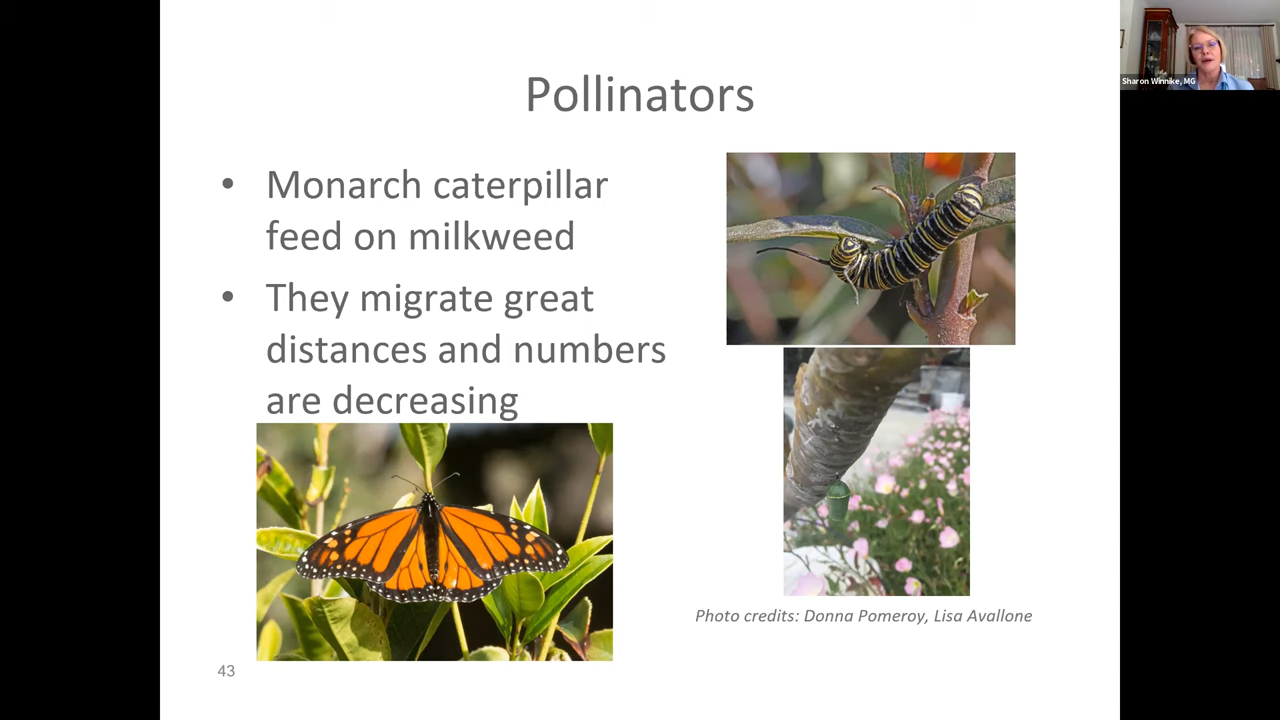 Pollinators
• Monarch caterpillar
feed on milkweed
• They migrate great
distances and numbers
are decreasing
Photo credits: Donna Pomeroy, Lisa Avallone
43
Sharon Winnike, MG